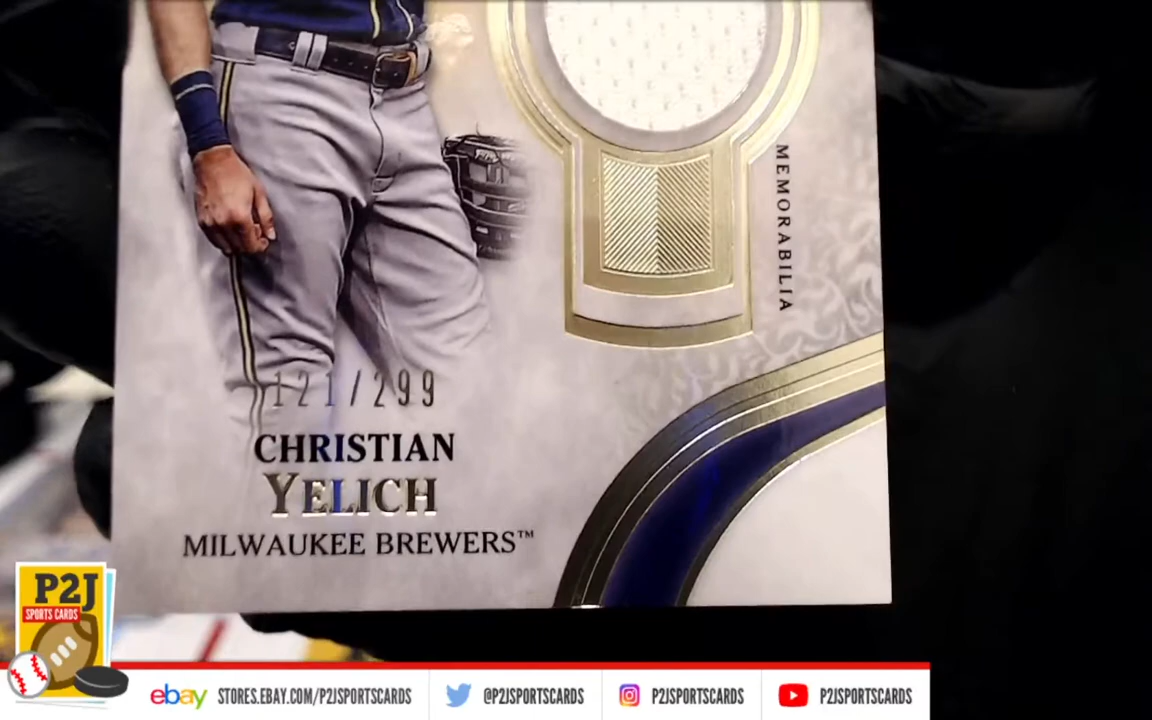 MEMORABILIA
121/299
CHRISTIAN
YELICH
MILWAUKEE BREWERS™
P2J
SPORTS CARDS
ebay STORES.EBAY.COM/P2JSPORTSCARDS @P2JSPORTSCARDS P2JSPORTSCARDS P2JSPORTSCARDS